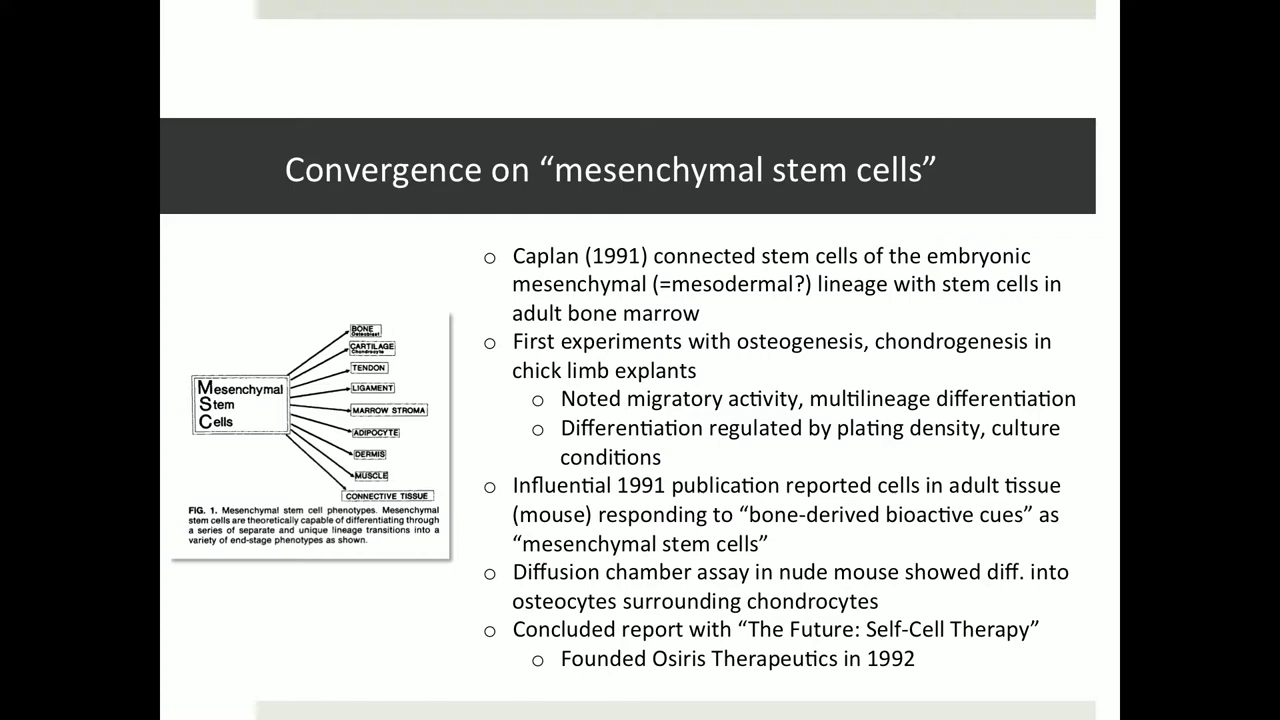 Convergence on “mesenchymal stem cells”
BONE
Osteoblast
CARTILAGE
Chondrocyte
TENDON
LIGAMENT
MARROW STROMA
ADIPOCYTE
DERMIS
MUSCLE
CONNECTIVE TISSUE
Mesenchymal
Stem
Cells
FIG. 1. Mesenchymal stem cell phenotypes. Mesenchymal
stem cells are theoretically capable of differentiating through
a series of separate and unique lineage transitions into a
variety of end-stage phenotypes as shown.
o Caplan (1991) connected stem cells of the embryonic
mesenchymal (=mesodermal?) lineage with stem cells in
adult bone marrow
o First experiments with osteogenesis, chondrogenesis in
chick limb explants
o Noted migratory activity, multilineage differentiation
o Differentiation regulated by plating density, culture
conditions
o Influential 1991 publication reported cells in adult tissue
(mouse) responding to “bone-derived bioactive cues” as
“mesenchymal stem cells”
o Diffusion chamber assay in nude mouse showed diff. into
osteocytes surrounding chondrocytes
o Concluded report with “The Future: Self-Cell Therapy”
o Founded Osiris Therapeutics in 1992